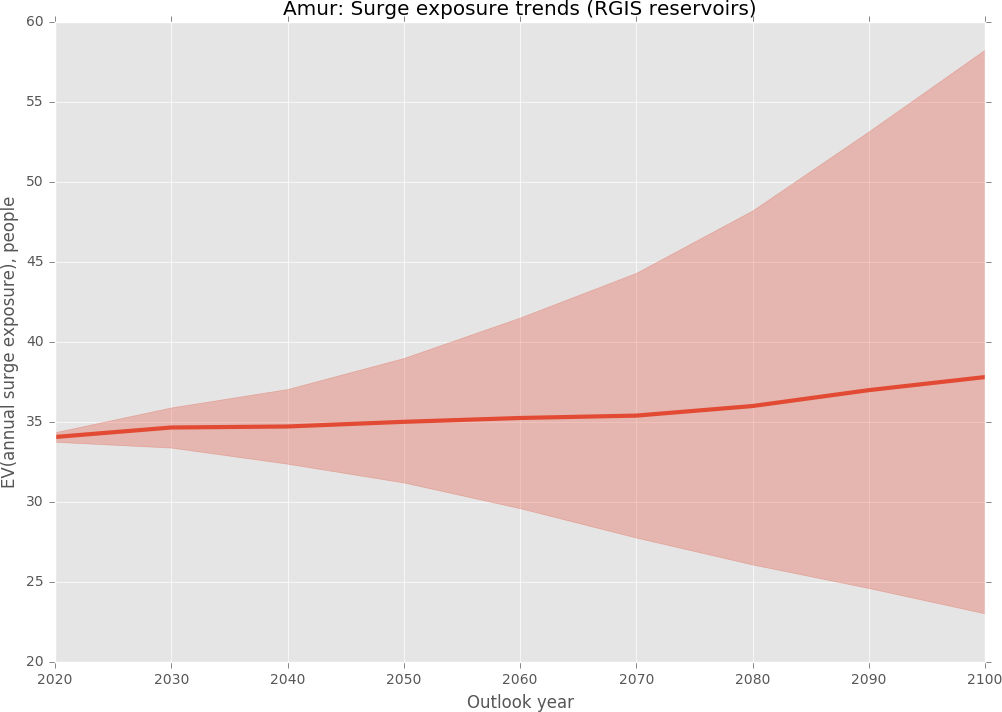 Amur: Surge exposure trends (RGIS reservoirs)
EV(annual surge exposure), people
60
55
50
45
40
35
30
25
20
2020 2030 2040 2050 2060 2070 2080 2090 2100
Outlook year